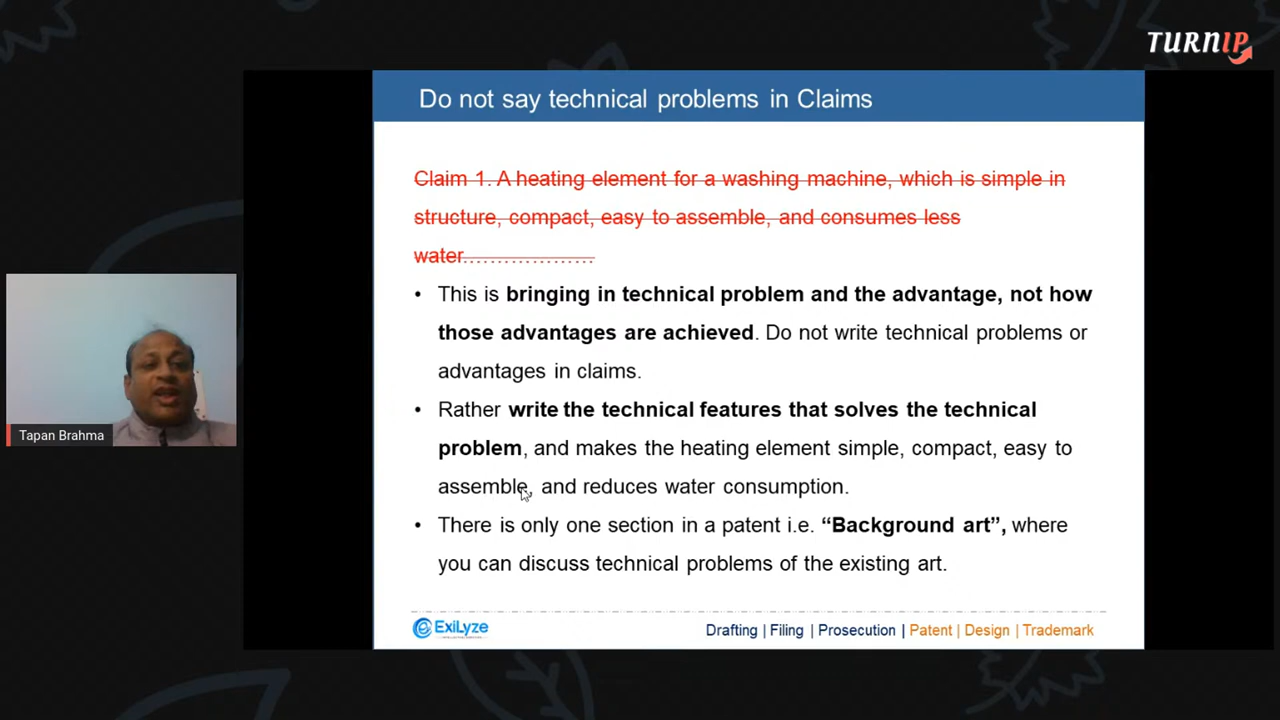 TURNIP
Do not say technical problems in Claims
Claim 1. A heating element for a washing machine, which is simple in
structure, compact, easy to assemble, and consumes less
water...................
• This is bringing in technical problem and the advantage, not how
those advantages are achieved. Do not write technical problems or
advantages in claims.
• Rather write the technical features that solves the technical
problem, and makes the heating element simple, compact, easy to
assemble, and reduces water consumption.
• There is only one section in a patent i.e. “Background art”, where
you can discuss technical problems of the existing art.
Tapan Brahma
ExiLyze
Drafting | Filing | Prosecution | Patent | Design | Trademark